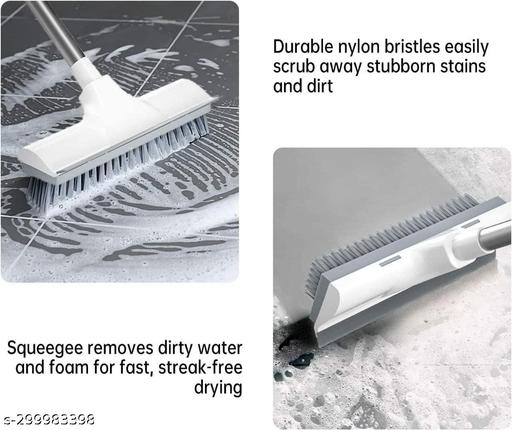 Durable nylon bristles easily
scrub away stubborn stains
and dirt
Squeegee removes dirty water
and foam for fast, streak-free
drying
s-299983398